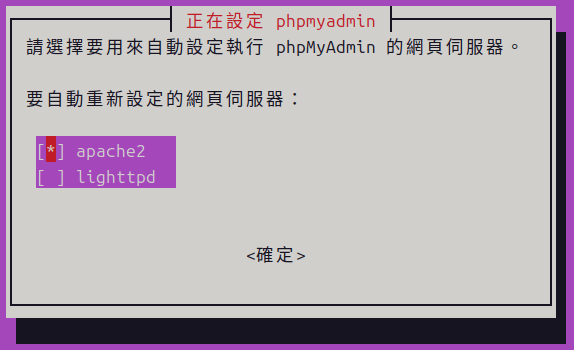 正在設定 phpmyadmin
請選擇要用來自動設定執行 phpMyAdmin 的網頁伺服器。
要自動重新設定的網頁伺服器：
[*] apache2
[ ] lighttpd
<確定>